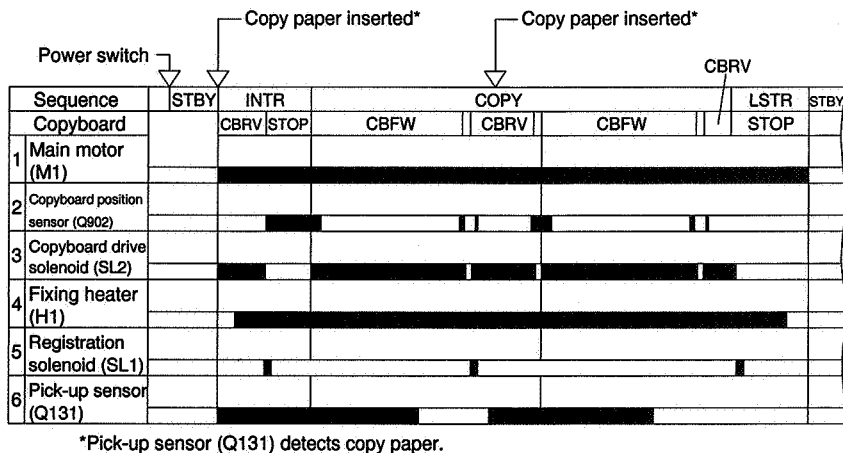 Copy paper inserted*
Copy paper inserted*
Power switch
CBRV
Sequence STBY INTR COPY LSTR STBY
Copyboard CBRV STOP CBFW CBRV CBFW STOP
1 Main motor
(M1)
2 Copyboard position
sensor (Q902)
3 Copyboard drive
solenoid (SL2)
4 Fixing heater
(H1)
5 Registration
solenoid (SL1)
6 Pick-up sensor
(Q131)
*Pick-up sensor (Q131) detects copy paper.